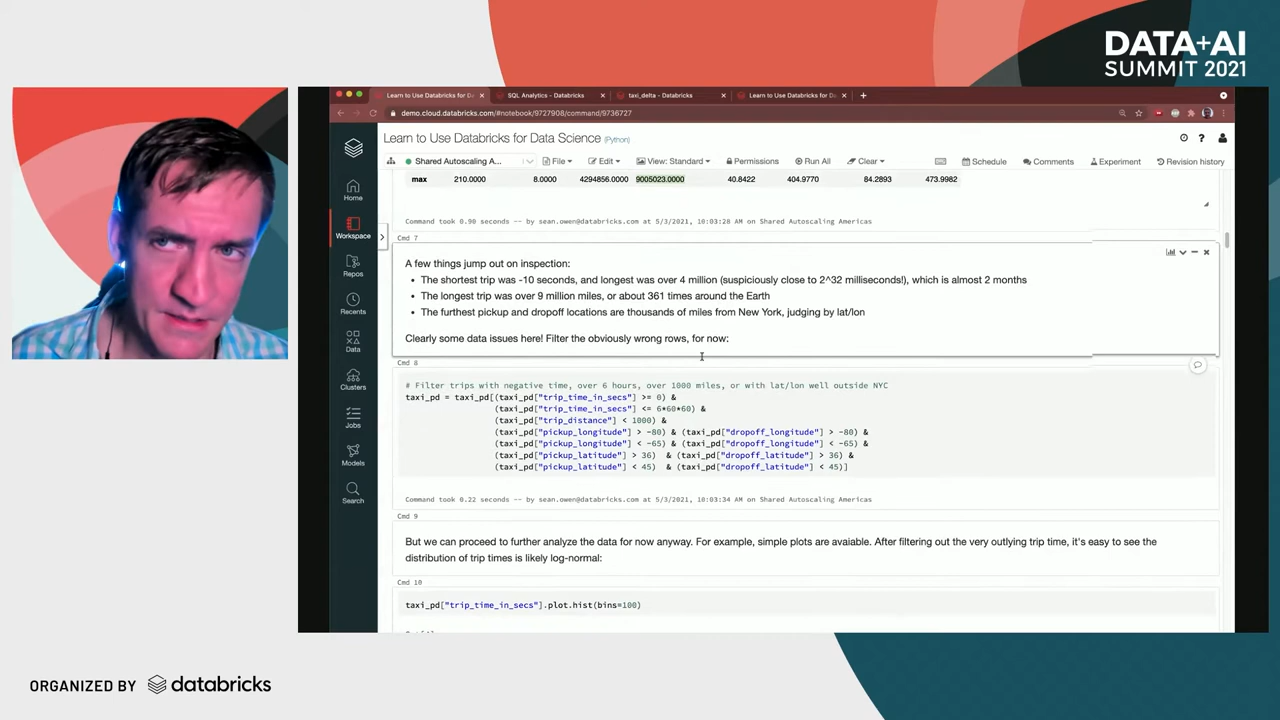 DATA+AI
SUMMIT 2021
Learn to Use Databricks for Da
SQL Analytics - Databricks
taxi_delta - Databricks
Learn to Use Databricks for Da
demo.cloud.databricks.com/#notebook/9727908/command/9736727
Learn to Use Databricks for Data Science (Python)
Shared Autoscaling A... File Edit View: Standard Permissions Run All Clear Schedule Comments Experiment Revision history
max 210.0000 8.0000 4294856.0000 9005023.0000 40.8422 404.9770 84.2893 473.9982
Command took 0.90 seconds -- by sean.owen@databricks.com at 5/3/2021, 10:03:28 AM on Shared Autoscaling Americas
Home
Workspace
Repos
Recents
Data
Clusters
Jobs
Models
Search
Cmd 7
A few things jump out on inspection:
• The shortest trip was -10 seconds, and longest was over 4 million (suspiciously close to 2^32 milliseconds!), which is almost 2 months
• The longest trip was over 9 million miles, or about 361 times around the Earth
• The furthest pickup and dropoff locations are thousands of miles from New York, judging by lat/lon
Clearly some data issues here! Filter the obviously wrong rows, for now:
Cmd 8
# Filter trips with negative time, over 6 hours, over 1000 miles, or with lat/lon well outside NYC
taxi_pd = taxi_pd[(taxi_pd["trip_time_in_secs"] >= 0) &
(taxi_pd["trip_time_in_secs"] <= 6*60*60) &
(taxi_pd["trip_distance"] < 1000) &
(taxi_pd["pickup_longitude"] > -80) & (taxi_pd["dropoff_longitude"] > -80) &
(taxi_pd["pickup_longitude"] < -65) & (taxi_pd["dropoff_longitude"] < -65) &
(taxi_pd["pickup_latitude"] > 36) & (taxi_pd["dropoff_latitude"] > 36) &
(taxi_pd["pickup_latitude"] < 45) & (taxi_pd["dropoff_latitude"] < 45)]
Command took 0.22 seconds -- by sean.owen@databricks.com at 5/3/2021, 10:03:34 AM on Shared Autoscaling Americas
Cmd 9
But we can proceed to further analyze the data for now anyway. For example, simple plots are avaiable. After filtering out the very outlying trip time, it's easy to see the
distribution of trip times is likely log-normal:
Cmd 10
taxi_pd["trip_time_in_secs"].plot.hist(bins=100)
ORGANIZED BY databricks